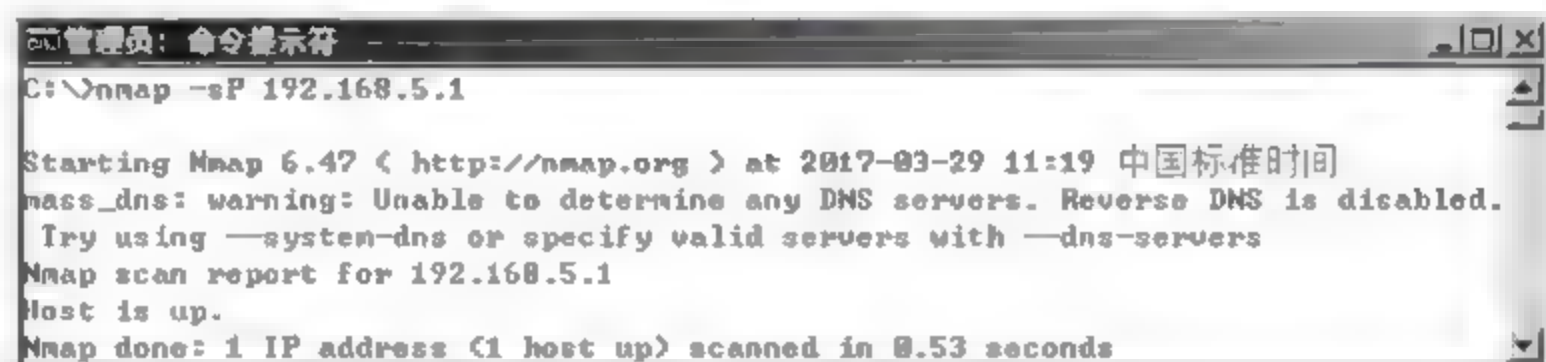 管理员: 命令提示符
C:\>nmap -sP 192.168.5.1
Starting Nmap 6.47 ( http://nmap.org ) at 2017-03-29 11:19 中国标准时间
mass_dns: warning: Unable to determine any DNS servers. Reverse DNS is disabled.
Try using --system-dns or specify valid servers with --dns-servers
Nmap scan report for 192.168.5.1
Host is up.
Nmap done: 1 IP address (1 host up) scanned in 0.53 seconds